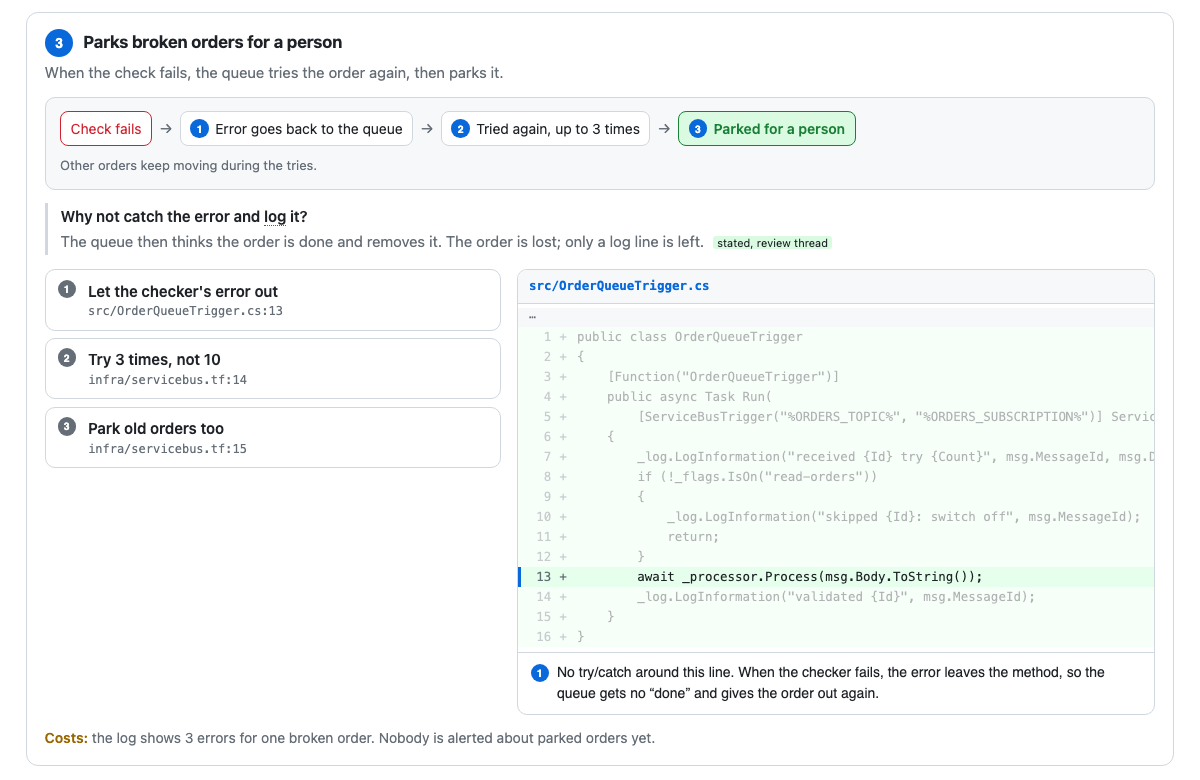 3 Parks broken orders for a person
When the check fails, the queue tries the order again, then parks it.
Check fails → 1 Error goes back to the queue → 2 Tried again, up to 3 times → 3 Parked for a person
Other orders keep moving during the tries.
Why not catch the error and log it?
The queue then thinks the order is done and removes it. The order is lost; only a log line is left. stated, review thread
1 Let the checker's error out
src/OrderQueueTrigger.cs:13
2 Try 3 times, not 10
infra/servicebus.tf:14
3 Park old orders too
infra/servicebus.tf:15
src/OrderQueueTrigger.cs
…
1 + public class OrderQueueTrigger
2 + {
3 +     [Function("OrderQueueTrigger")]
4 +     public async Task Run(
5 +         [ServiceBusTrigger("%ORDERS_TOPIC%", "%ORDERS_SUBSCRIPTION%")] Servic
6 +     {
7 +         _log.LogInformation("received {Id} try {Count}", msg.MessageId, msg.D
8 +         if (!_flags.IsOn("read-orders"))
9 +         {
10 +             _log.LogInformation("skipped {Id}: switch off", msg.MessageId);
11 +             return;
12 +         }
13 +         await _processor.Process(msg.Body.ToString());
14 +         _log.LogInformation("validated {Id}", msg.MessageId);
15 +     }
16 + }
1 No try/catch around this line. When the checker fails, the error leaves the method, so the
queue gets no “done” and gives the order out again.
Costs: the log shows 3 errors for one broken order. Nobody is alerted about parked orders yet.